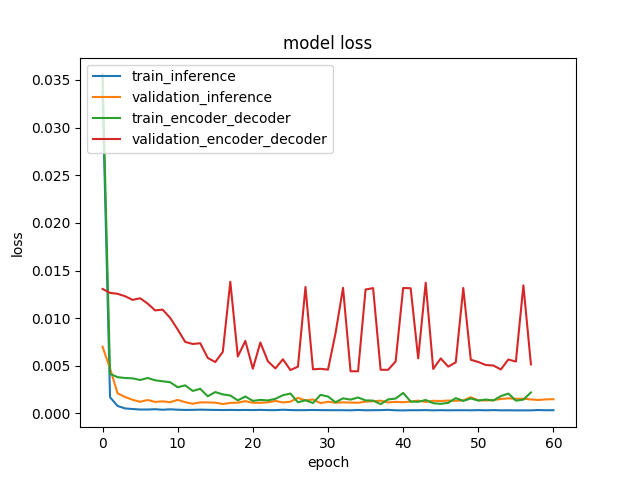 model loss
train_inference
validation_inference
train_encoder_decoder
validation_encoder_decoder
loss
0.035
0.030
0.025
0.020
0.015
0.010
0.005
0.000
0 10 20 30 40 50 60
epoch